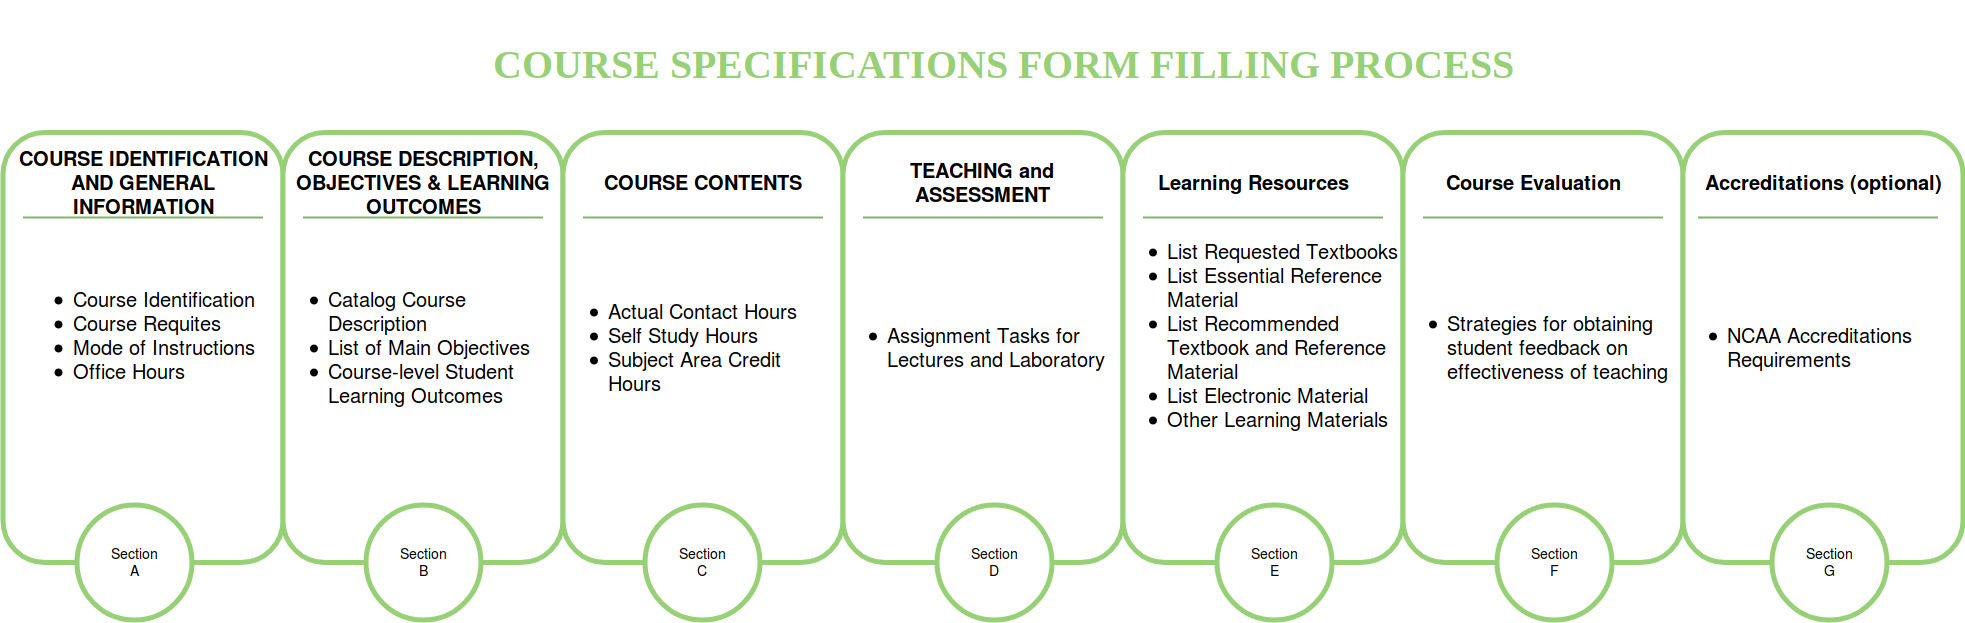 COURSE SPECIFICATIONS FORM FILLING PROCESS
COURSE IDENTIFICATION
AND GENERAL
INFORMATION
Course Identification
Course Requites
Mode of Instructions
Office Hours
Section
A
COURSE DESCRIPTION,
OBJECTIVES & LEARNING
OUTCOMES
Catalog Course
Description
List of Main Objectives
Course-level Student
Learning Outcomes
Section
B
COURSE CONTENTS
Actual Contact Hours
Self Study Hours
Subject Area Credit
Hours
Section
C
TEACHING and
ASSESSMENT
Assignment Tasks for
Lectures and Laboratory
Section
D
Learning Resources
List Requested Textbooks
List Essential Reference
Material
List Recommended
Textbook and Reference
Material
List Electronic Material
Other Learning Materials
Section
E
Course Evaluation
Strategies for obtaining
student feedback on
effectiveness of teaching
Section
F
Accreditations (optional)
NCAA Accreditations
Requirements
Section
G